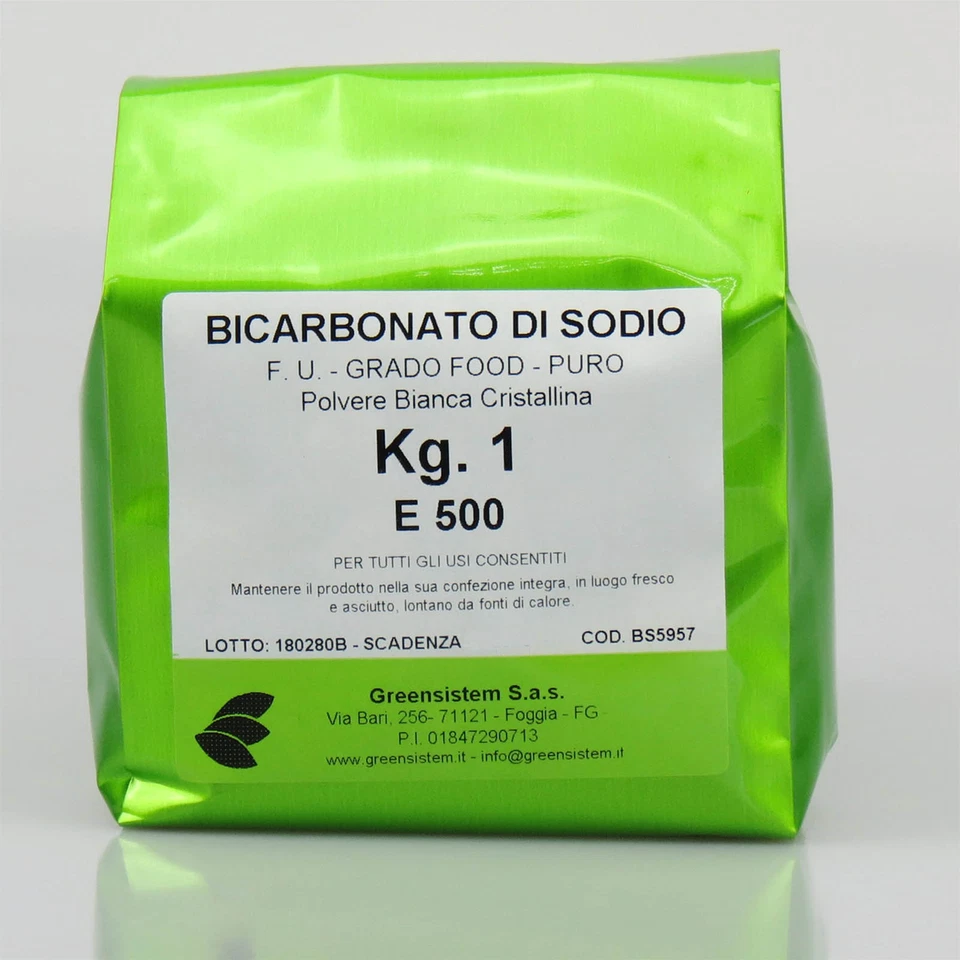 BICARBONATO DI SODIO
F. U. - GRADO FOOD - PURO
Polvere Bianca Cristallina
Kg. 1
E 500
PER TUTTI GLI USI CONSENTITI
Mantenere il prodotto nella sua confezione integra, in luogo fresco
e asciutto, lontano da fonti di calore.
LOTTO: 180280B - SCADENZA COD. BS5957
Greensistem S.a.s.
Via Bari, 256- 71121 - Foggia - FG
P.I. 01847290713
www.greensistem.it - info@greensistem.it